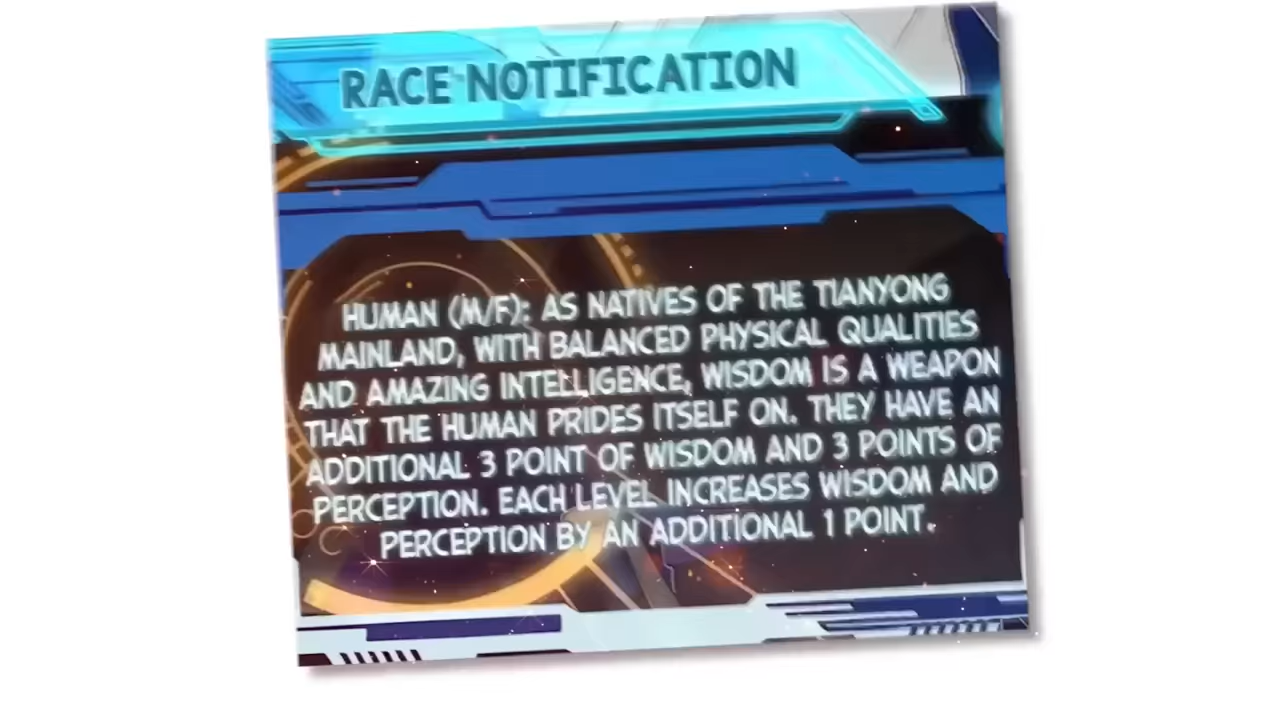 RACE NOTIFICATION
HUMAN (M/F): AS NATIVES OF THE TIANYONG
MAINLAND, WITH BALANCED PHYSICAL QUALITIES
AND AMAZING INTELLIGENCE, WISDOM IS A WEAPON
THAT THE HUMAN PRIDES ITSELF ON. THEY HAVE AN
ADDITIONAL 3 POINT OF WISDOM AND 3 POINTS OF
PERCEPTION. EACH LEVEL INCREASES WISDOM AND
PERCEPTION BY AN ADDITIONAL 1 POINT.